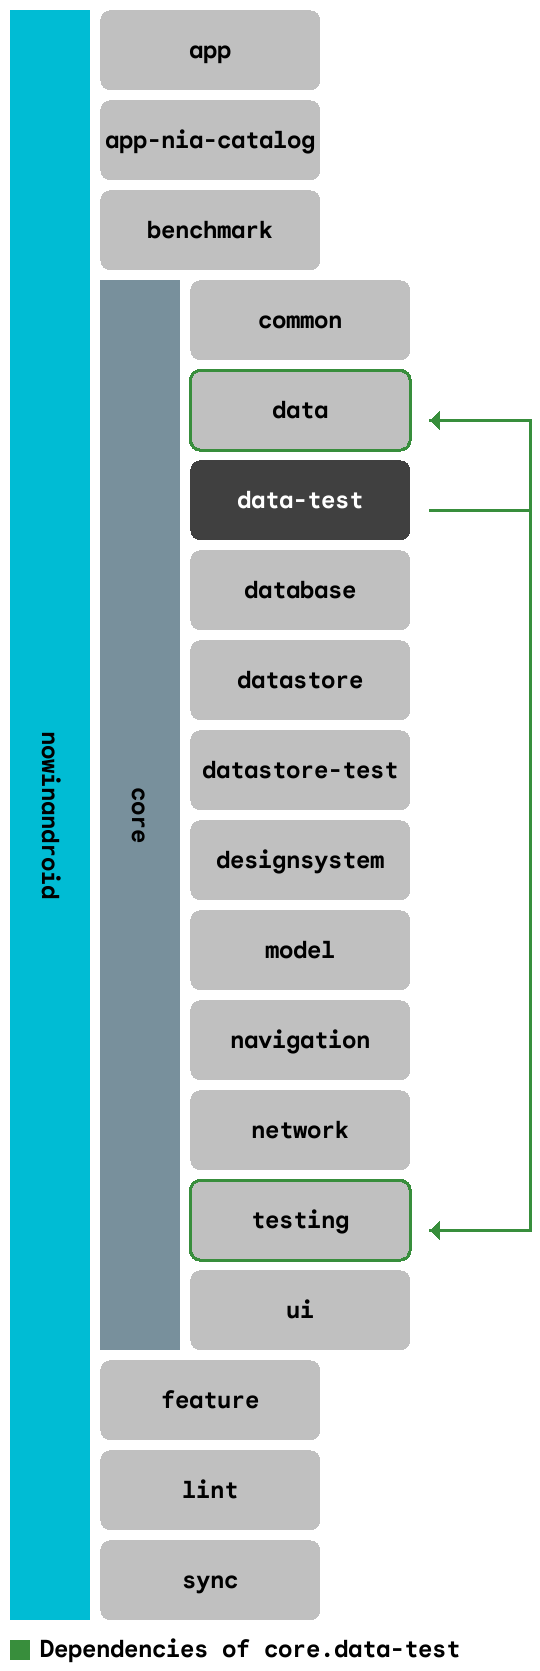 nowinandroid
app
app-nia-catalog
benchmark
core
common
data
data-test
database
datastore
datastore-test
designsystem
model
navigation
network
testing
ui
feature
lint
sync
Dependencies of core.data-test